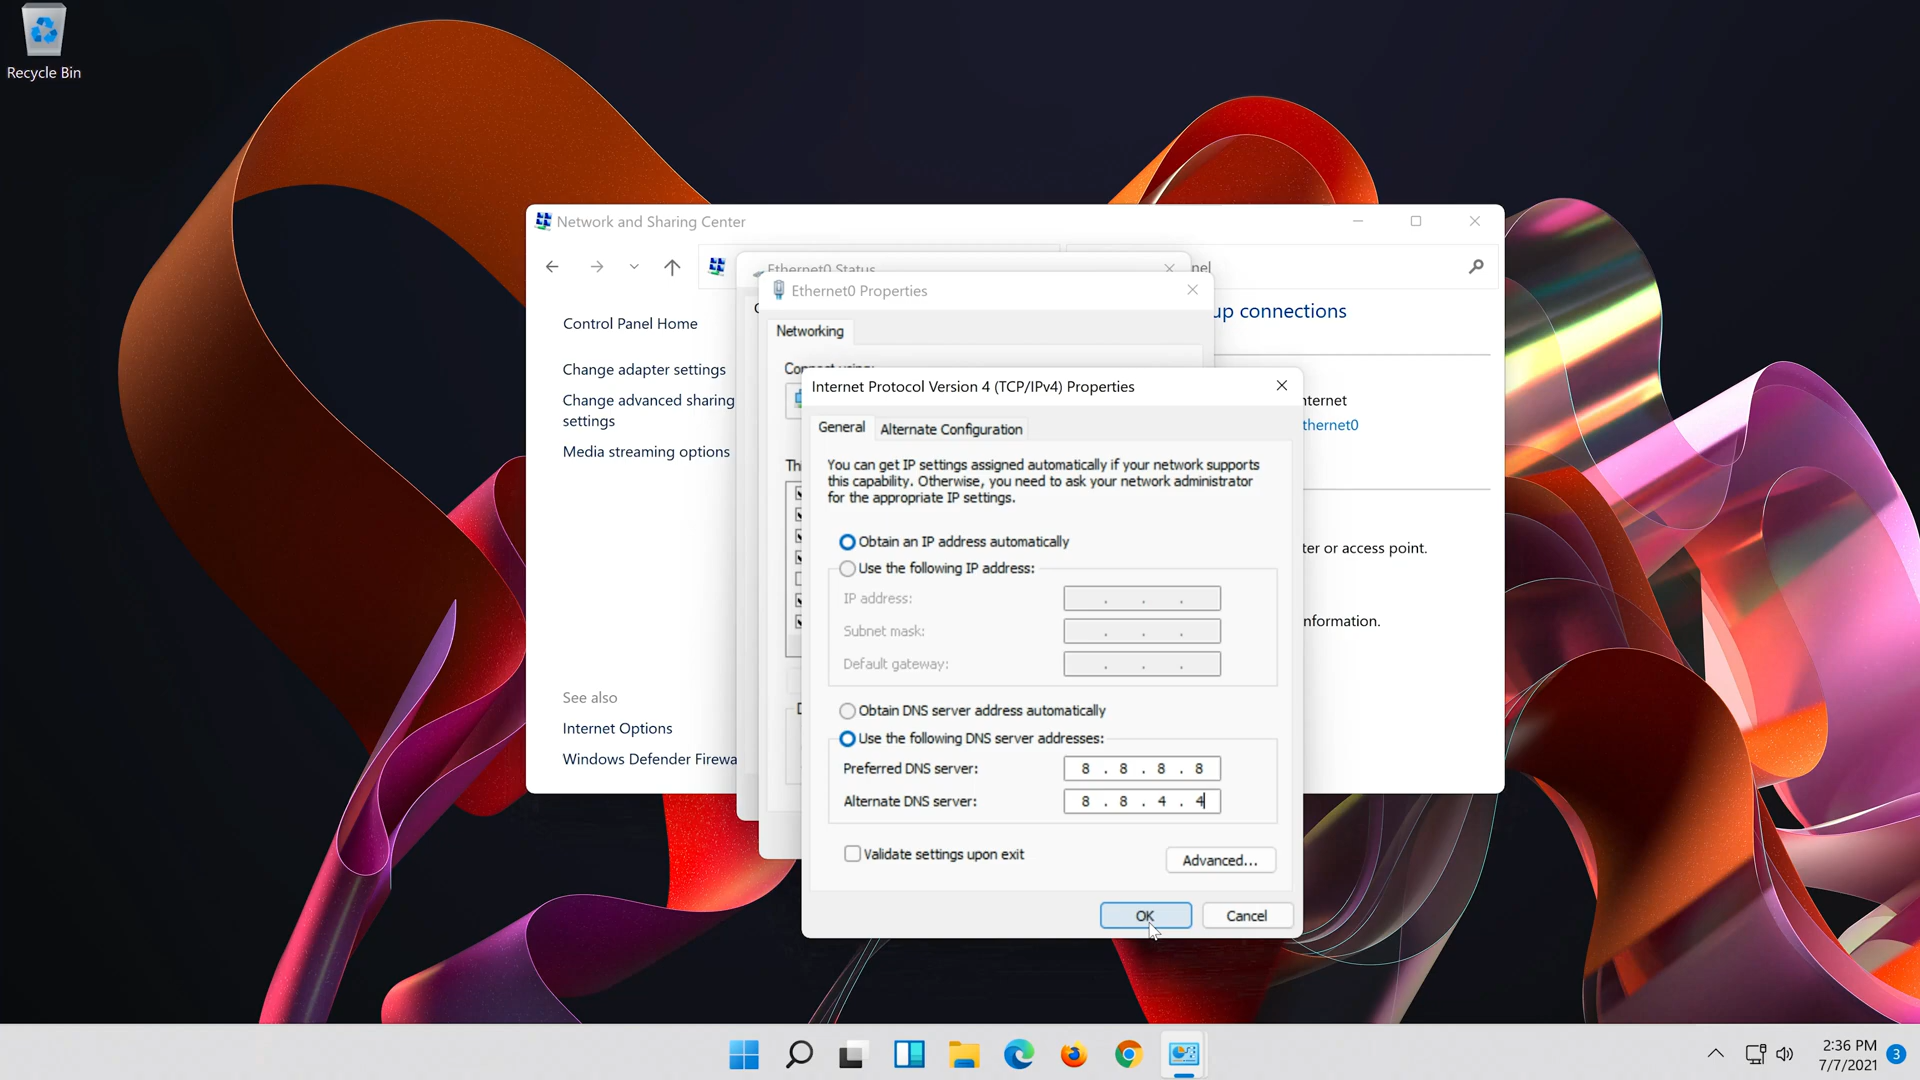 Recycle Bin
Network and Sharing Center
Ethernet0 Status
nel
Ethernet0 Properties
Control Panel Home
Change adapter settings
Change advanced sharing
settings
Media streaming options
See also
Internet Options
Windows Defender Firewa
Networking
Connect using:
Thi
up connections
nternet
thernet0
ter or access point.
nformation.
Internet Protocol Version 4 (TCP/IPv4) Properties
General
Alternate Configuration
You can get IP settings assigned automatically if your network supports
this capability. Otherwise, you need to ask your network administrator
for the appropriate IP settings.
Obtain an IP address automatically
Use the following IP address:
IP address:
. . .
Subnet mask:
. . .
Default gateway:
. . .
Obtain DNS server address automatically
Use the following DNS server addresses:
Preferred DNS server:
8 . 8 . 8 . 8
Alternate DNS server:
8 . 8 . 4 . 4
Validate settings upon exit
Advanced...
OK
Cancel
2:36 PM
7/7/2021
3